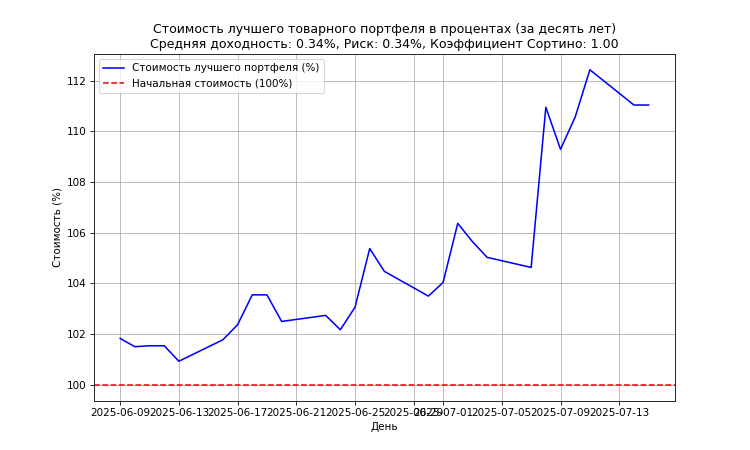 Стоимость лучшего товарного портфеля в процентах (за десять лет)
Средняя доходность: 0.34%, Риск: 0.34%, Коэффициент Сортино: 1.00
Стоимость лучшего портфеля (%)
Начальная стоимость (100%)
Стоимость (%)
112
110
108
106
104
102
100
2025-06-09 2025-06-13 2025-06-17 2025-06-21 2025-06-25 2025-06-29 2025-07-01 2025-07-05 2025-07-09 2025-07-13
День